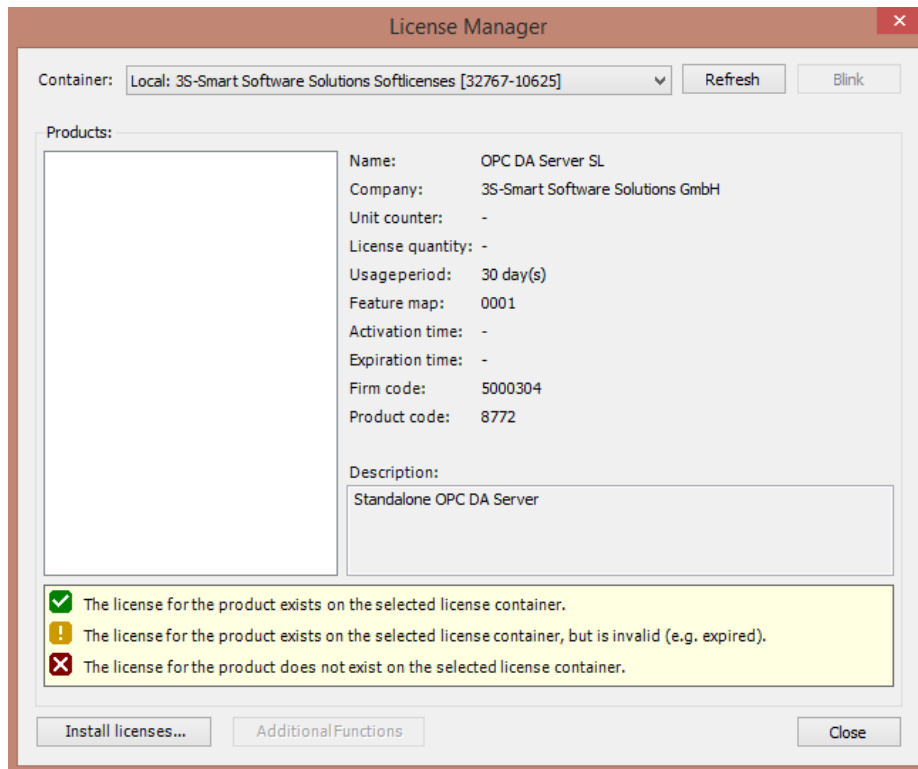 License Manager
Container: Local: 3S-Smart Software Solutions Softlicenses [32767-10625] Refresh Blink
Products:
Name: OPC DA Server SL
Company: 3S-Smart Software Solutions GmbH
Unit counter: -
License quantity: -
Usageperiod: 30 day(s)
Feature map: 0001
Activation time: -
Expiration time: -
Firm code: 5000304
Product code: 8772
Description:
Standalone OPC DA Server
The license for the product exists on the selected license container.
The license for the product exists on the selected license container, but is invalid (e.g. expired).
The license for the product does not exist on the selected license container.
Install licenses... Additional Functions Close